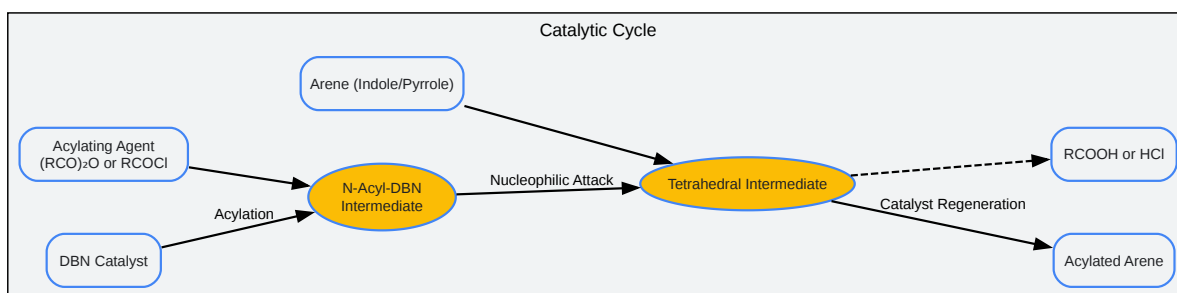 Catalytic Cycle
Arene (Indole/Pyrrole)
Acylating Agent
(RCO)₂O or RCOCl
Acylation
DBN Catalyst
N-Acyl-DBN
Intermediate
Nucleophilic Attack
Tetrahedral Intermediate
RCOOH or HCl
Catalyst Regeneration
Acylated Arene